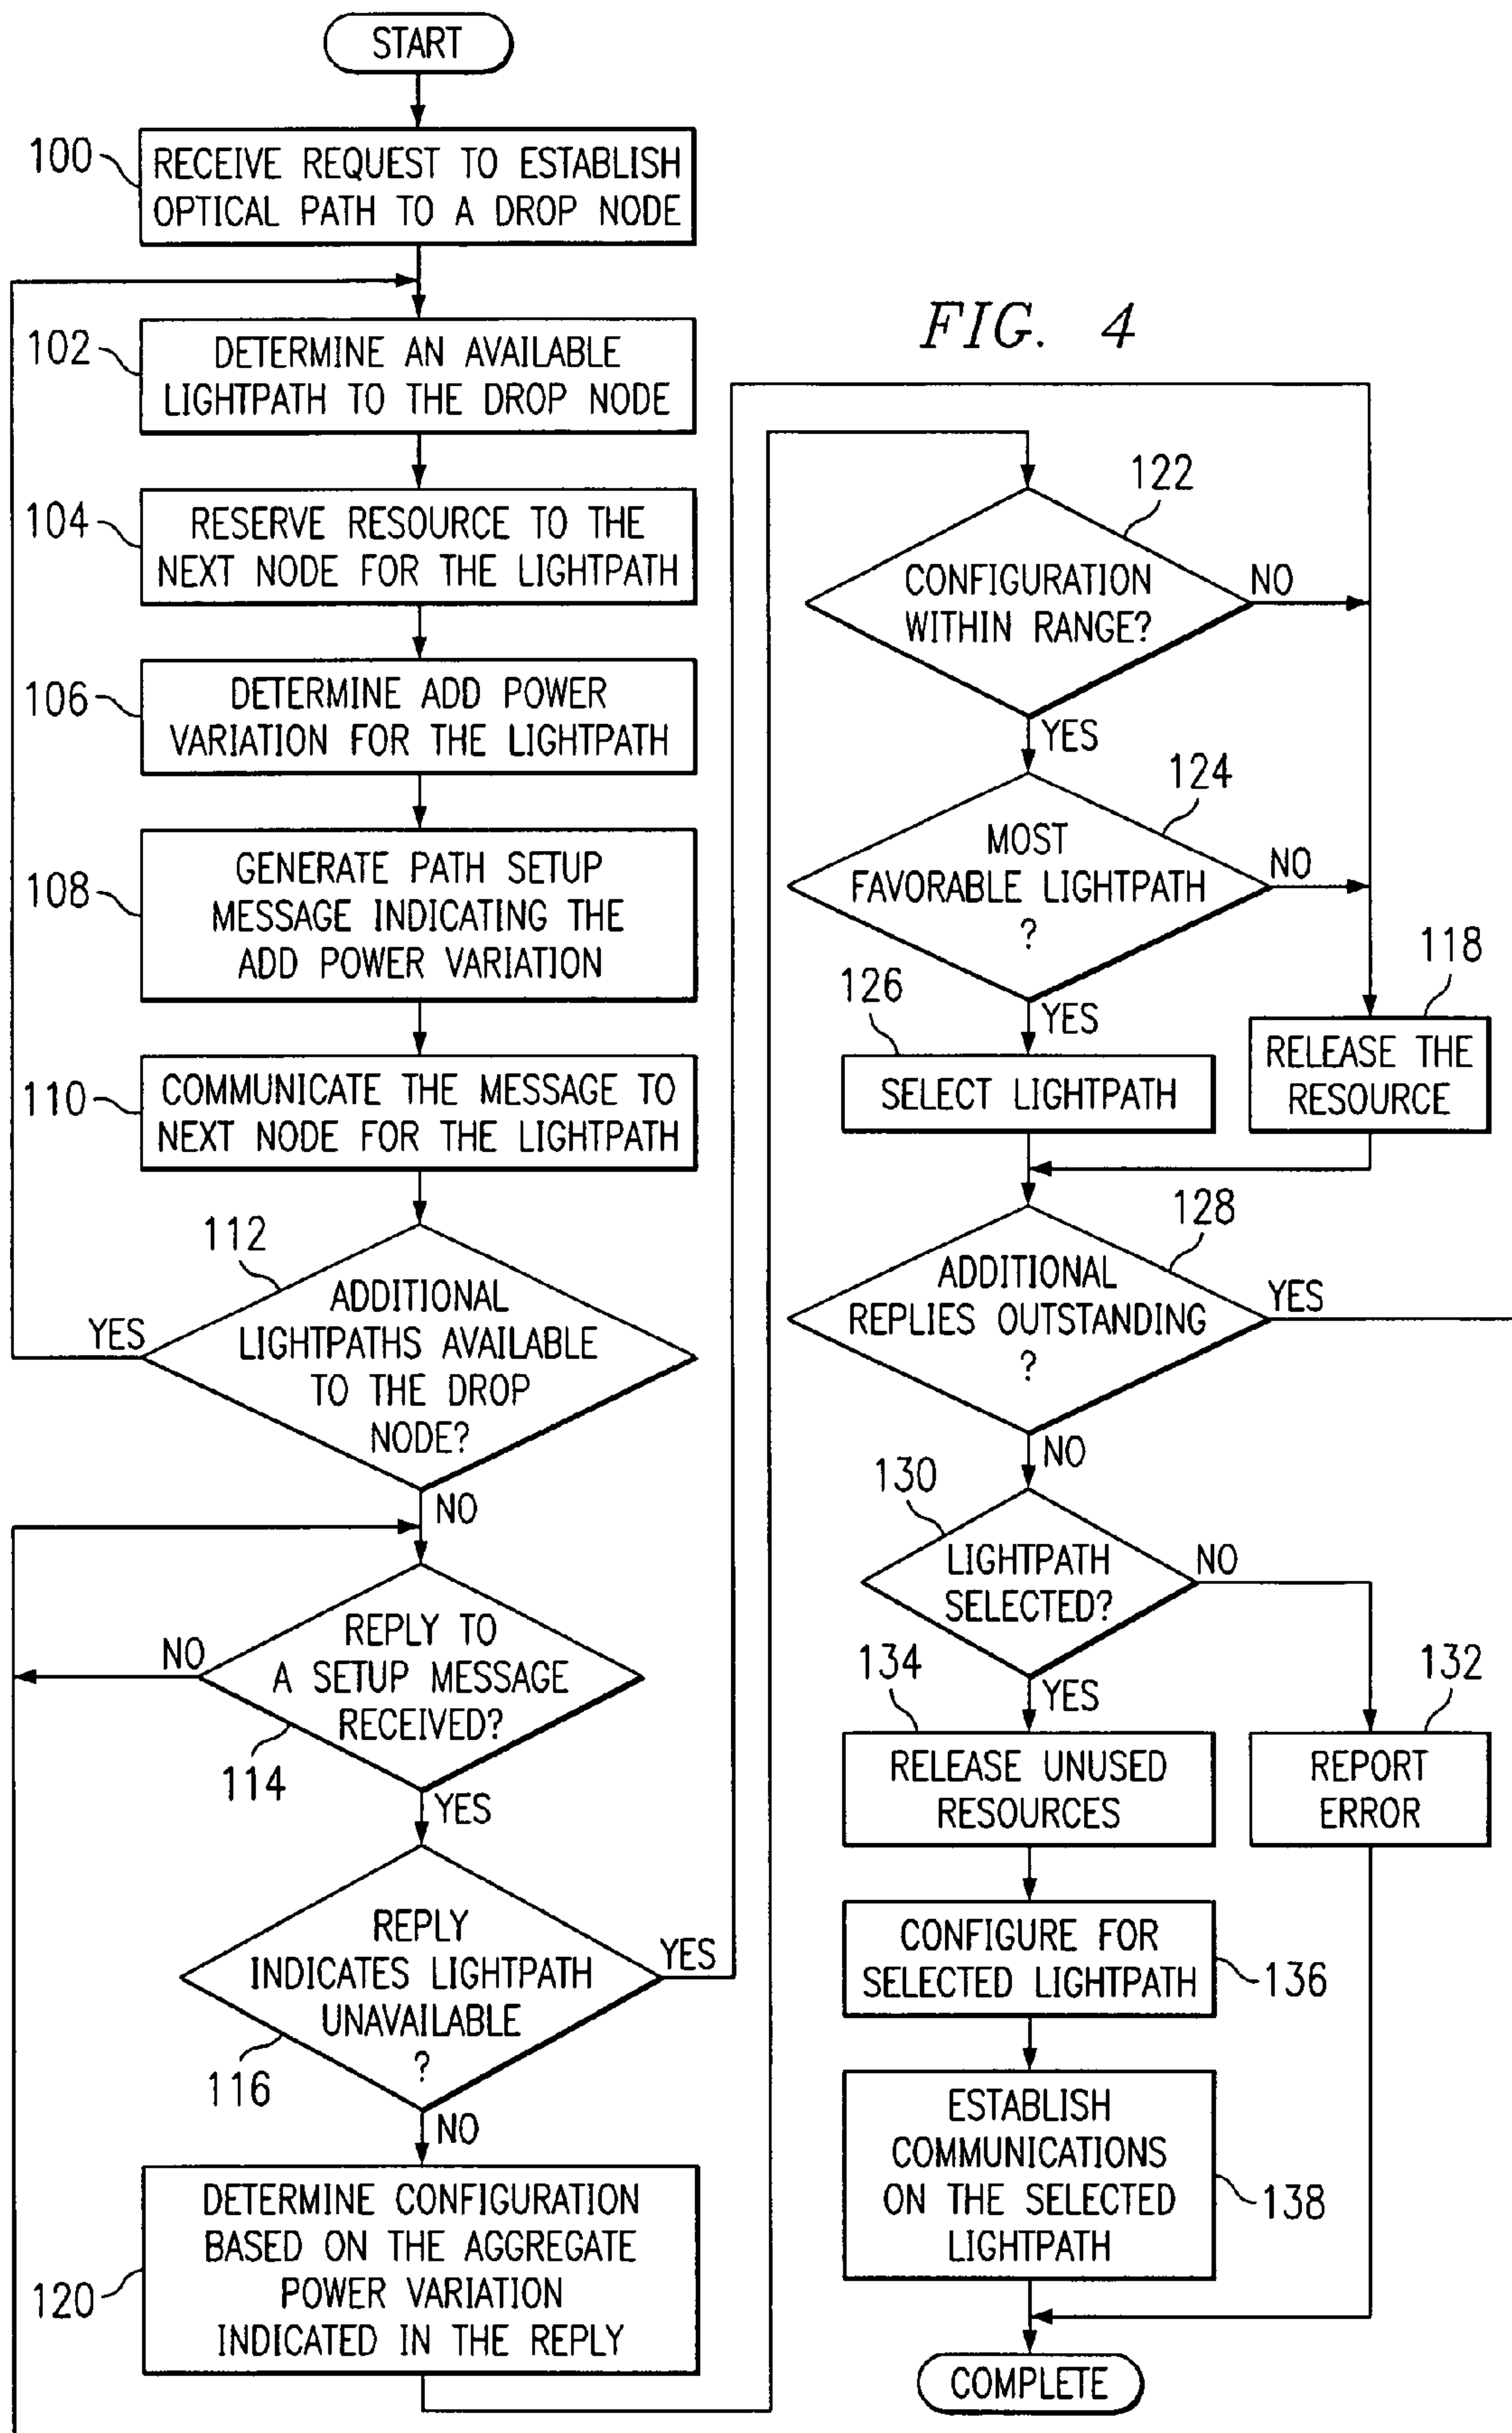 START
100
RECEIVE REQUEST TO ESTABLISH
OPTICAL PATH TO A DROP NODE
102
DETERMINE AN AVAILABLE
LIGHTPATH TO THE DROP NODE
104
RESERVE RESOURCE TO THE
NEXT NODE FOR THE LIGHTPATH
106
DETERMINE ADD POWER
VARIATION FOR THE LIGHTPATH
108
GENERATE PATH SETUP
MESSAGE INDICATING THE
ADD POWER VARIATION
110
COMMUNICATE THE MESSAGE TO
NEXT NODE FOR THE LIGHTPATH
112
ADDITIONAL
LIGHTPATHS AVAILABLE
TO THE DROP
NODE?
YES
NO
REPLY TO
A SETUP MESSAGE
RECEIVED?
NO
114
YES
REPLY
INDICATES LIGHTPATH
UNAVAILABLE
?
YES
116
NO
DETERMINE CONFIGURATION
BASED ON THE AGGREGATE
POWER VARIATION
INDICATED IN THE REPLY
120
FIG. 4
122
CONFIGURATION
WITHIN RANGE?
NO
YES
124
MOST
FAVORABLE LIGHTPATH
?
NO
YES
126
SELECT LIGHTPATH
118
RELEASE THE
RESOURCE
128
ADDITIONAL
REPLIES OUTSTANDING
?
YES
NO
130
LIGHTPATH
SELECTED?
NO
YES
134
RELEASE UNUSED
RESOURCES
132
REPORT
ERROR
CONFIGURE FOR
SELECTED LIGHTPATH
136
ESTABLISH
COMMUNICATIONS
ON THE SELECTED
LIGHTPATH
138
COMPLETE